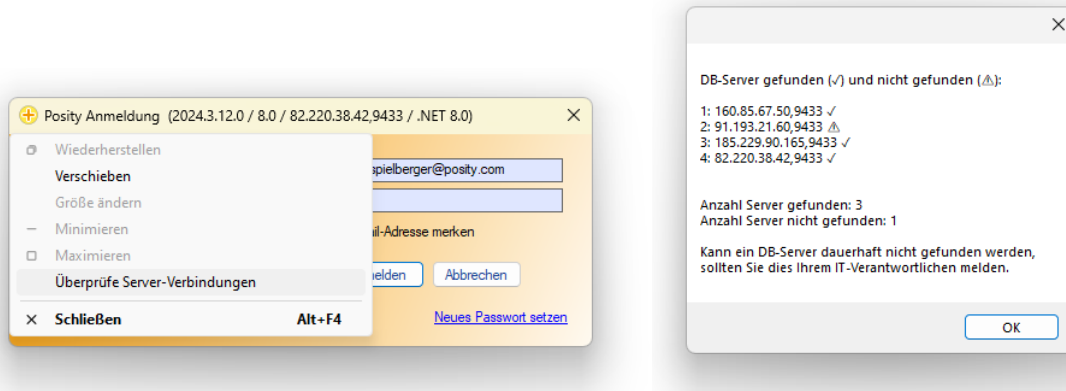 Posity Anmeldung (2024.3.12.0 / 8.0 / 82.220.38.42,9433 / .NET 8.0)
Wiederherstellen
Verschieben
Größe ändern
Minimieren
Maximieren
Überprüfe Server-Verbindungen
Schließen Alt+F4
spielberger@posity.com
il-Adresse merken
elden Abbrechen
Neues Passwort setzen
DB-Server gefunden (✓) und nicht gefunden (⚠):
1: 160.85.67.50,9433 ✓
2: 91.193.21.60,9433 ⚠
3: 185.229.90.165,9433 ✓
4: 82.220.38.42,9433 ✓
Anzahl Server gefunden: 3
Anzahl Server nicht gefunden: 1
Kann ein DB-Server dauerhaft nicht gefunden werden,
sollten Sie dies Ihrem IT-Verantwortlichen melden.
OK